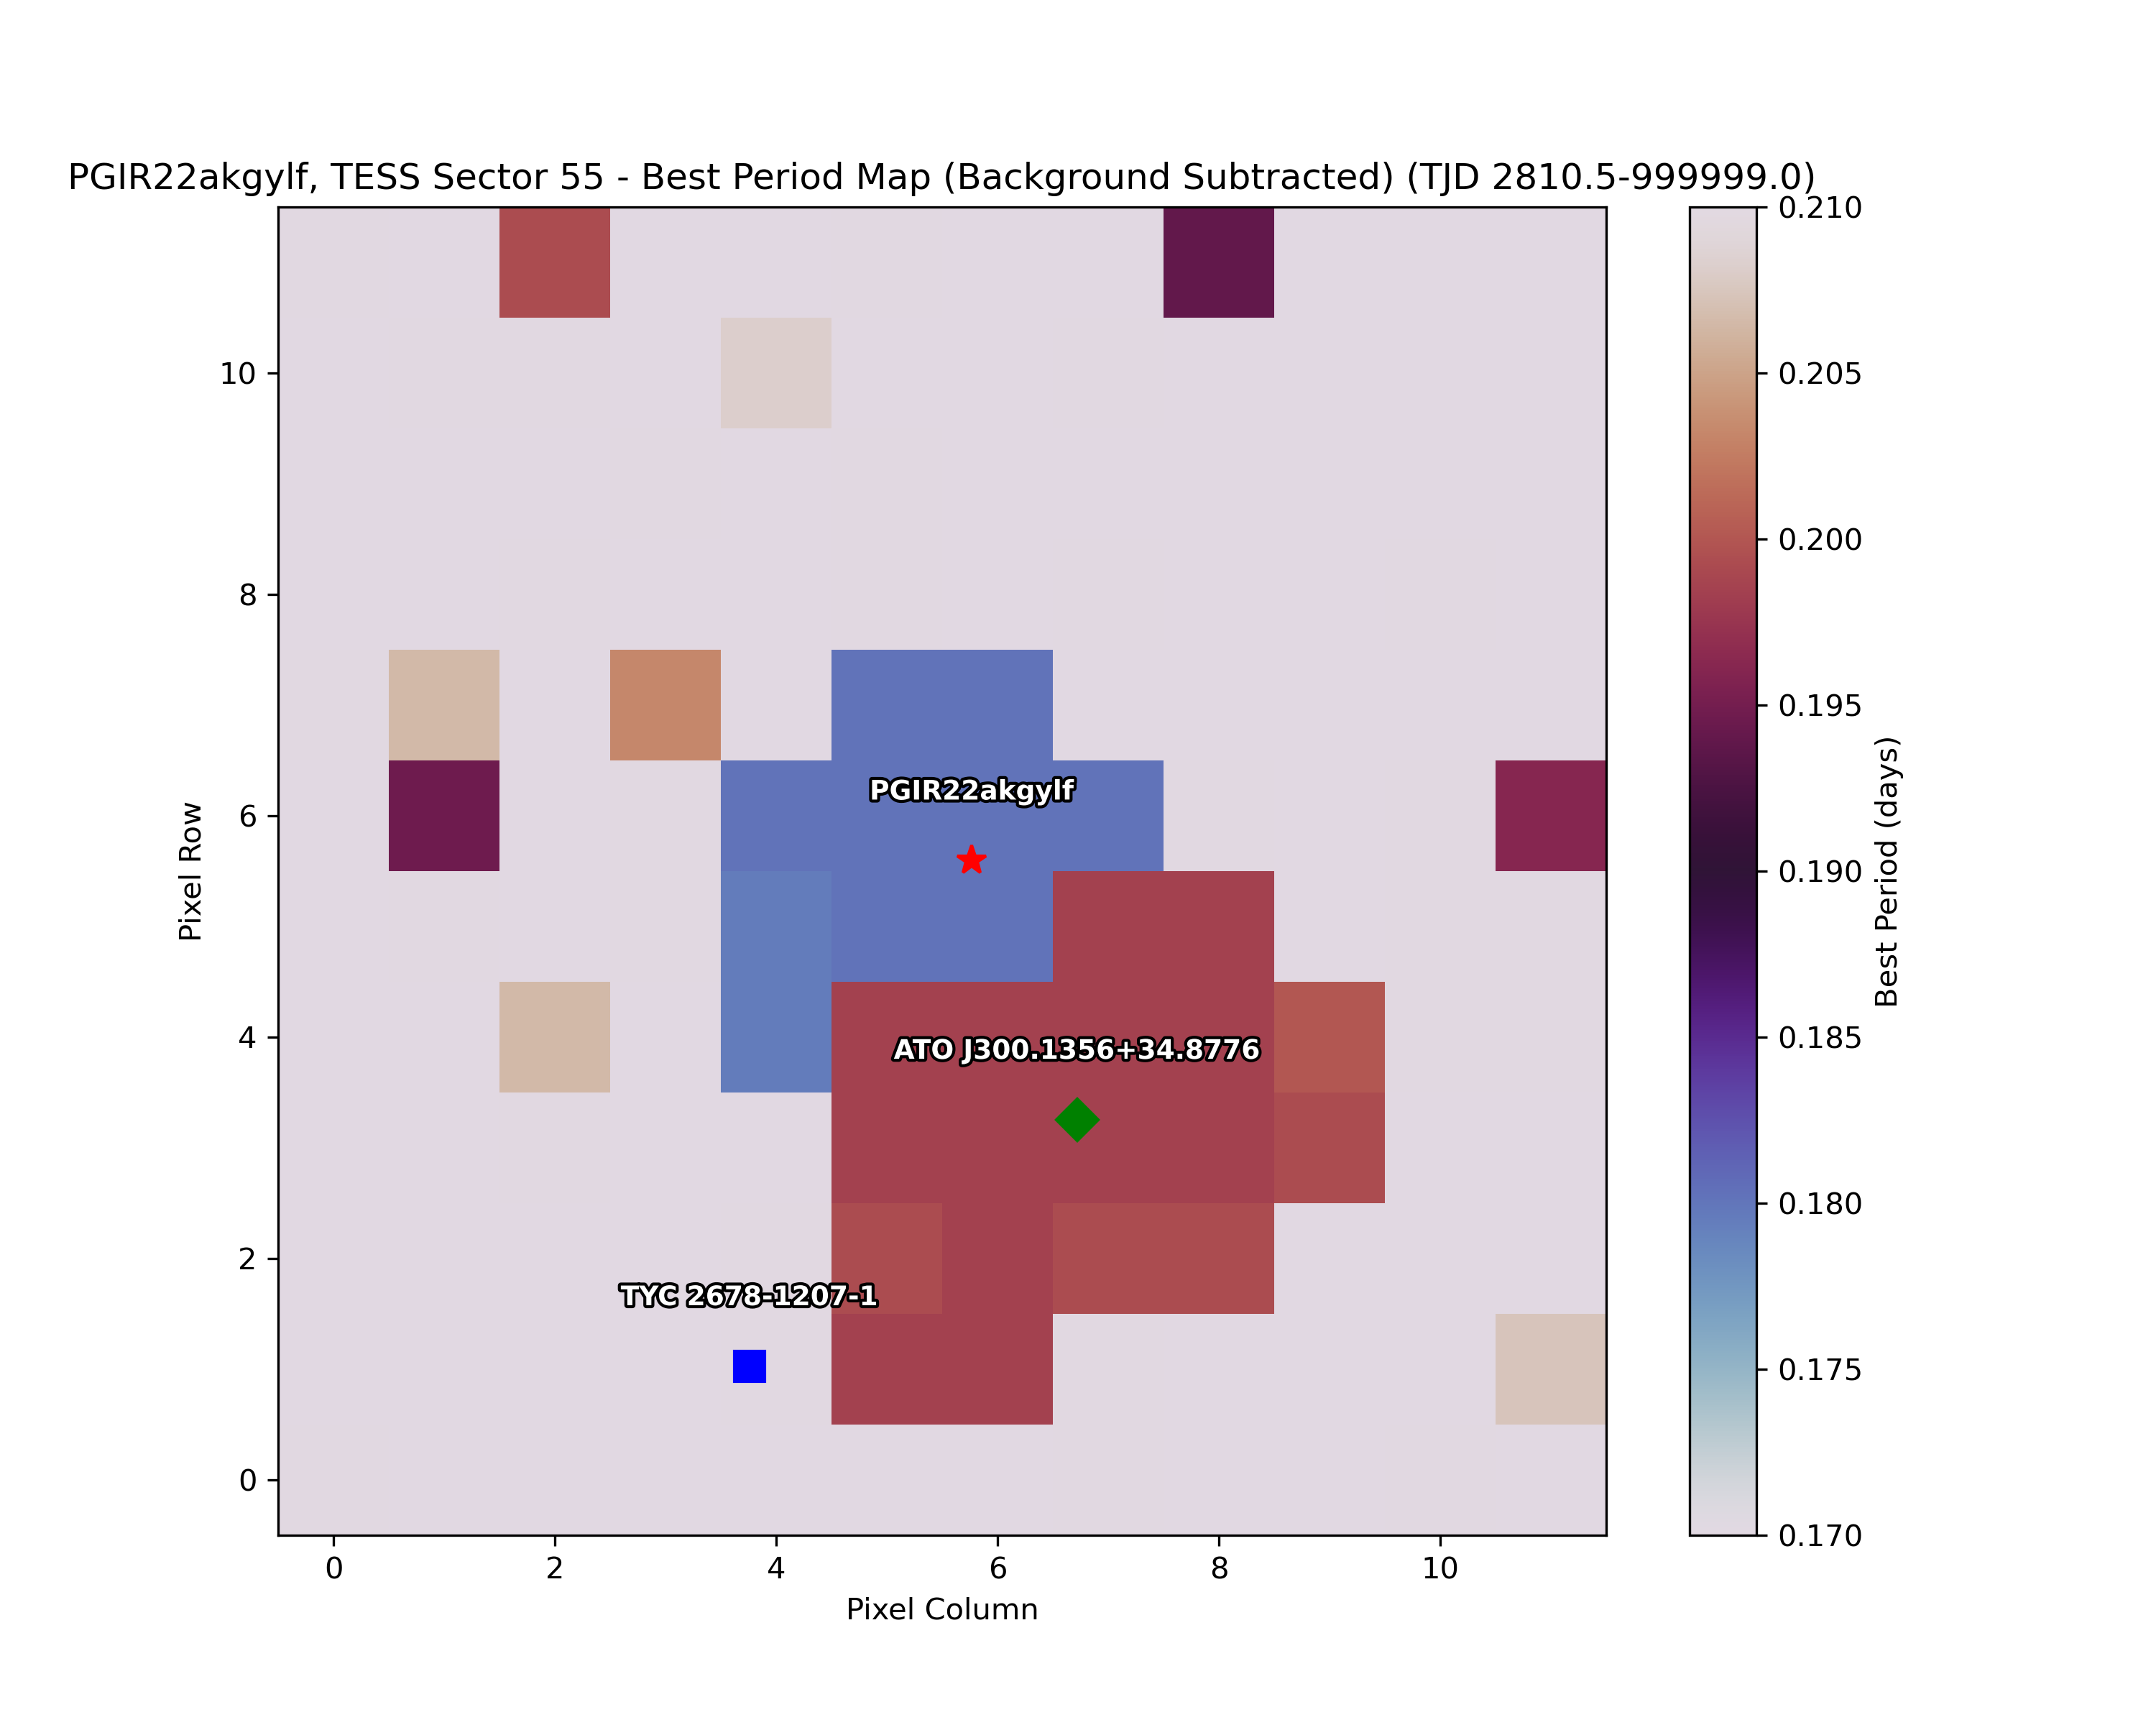 PGIR22akgylf, TESS Sector 55 - Best Period Map (Background Subtracted) (TJD 2810.5-999999.0)
10
8
6
4
2
0
Pixel Row
PGIR22akgylf
ATO J300.1356+34.8776
TYC 2678-1207-1
0 2 4 6 8 10
Pixel Column
0.210
0.205
0.200
0.195
0.190
0.185
0.180
0.175
0.170
Best Period (days)